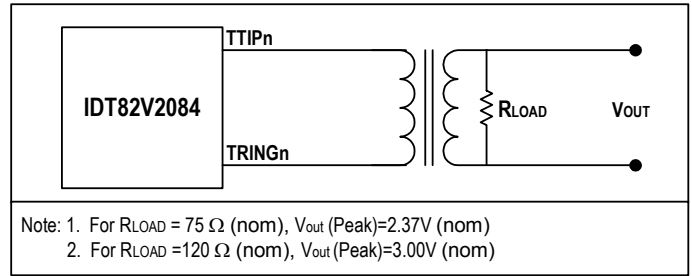 TTIPn
IDT82V2084
RLOAD
VOUT
TRINGn
Note: 1. For RLOAD = 75 Ω (nom), Vout (Peak)=2.37V (nom)
2. For RLOAD =120 Ω (nom), Vout (Peak)=3.00V (nom)